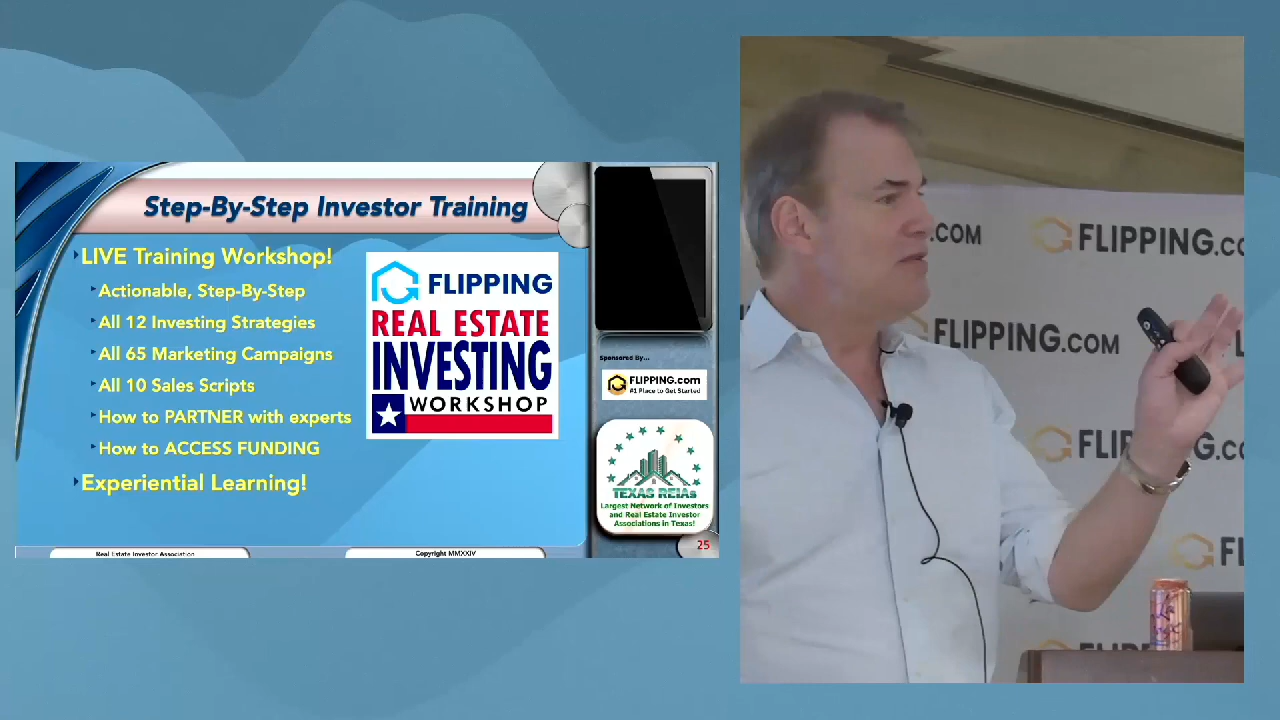 Step-By-Step Investor Training
LIVE Training Workshop!
Actionable, Step-By-Step
All 12 Investing Strategies
All 65 Marketing Campaigns
All 10 Sales Scripts
How to PARTNER with experts
How to ACCESS FUNDING
Experiential Learning!
FLIPPING
REAL ESTATE
INVESTING
WORKSHOP
Sponsored By...
FLIPPING.com
#1 Place to Get Started
TEXAS REIAs
Largest Network of Investors
and Real Estate Investor
Associations in Texas!
Real Estate Investor Association
Copyright MMXXIV
25
.COM
FLIPPING.CO
FLIPPING.COM
L
FLIP
G.CO
FL